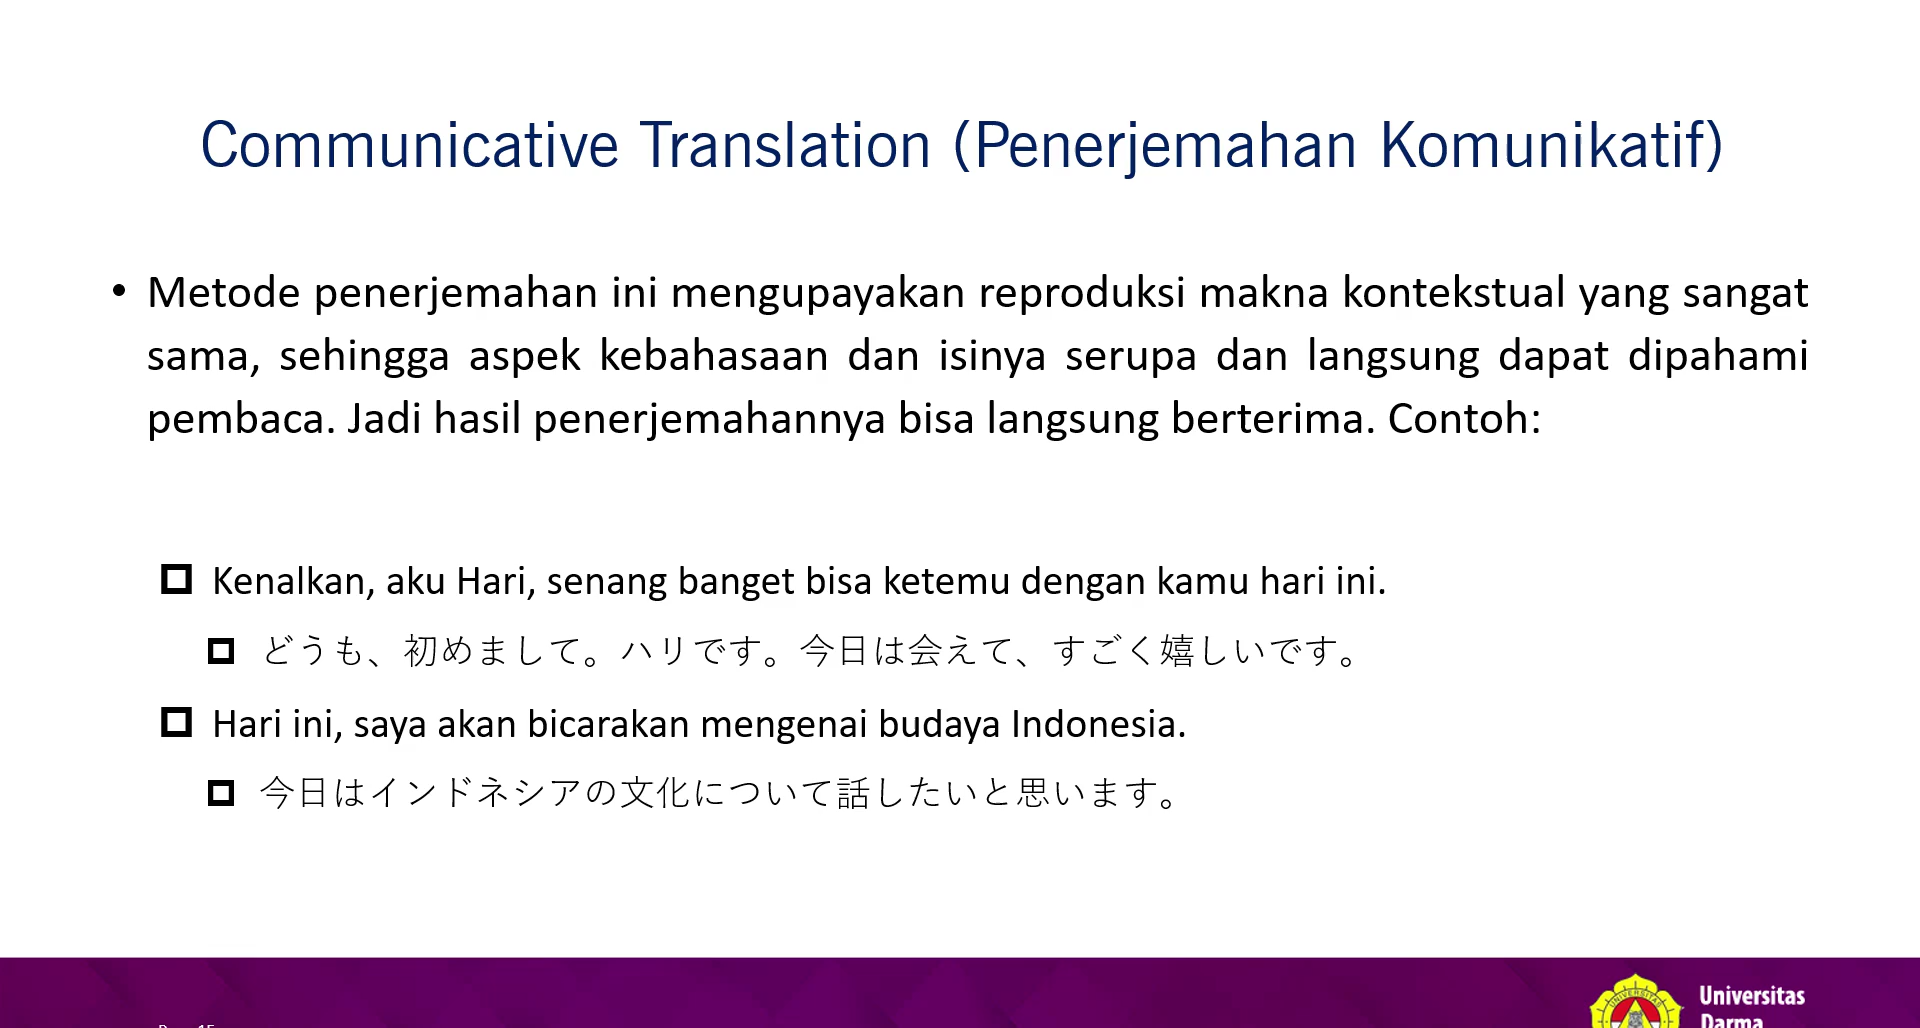 Communicative Translation (Penerjemahan Komunikatif)
• Metode penerjemahan ini mengupayakan reproduksi makna kontekstual yang sangat
sama, sehingga aspek kebahasaan dan isinya serupa dan langsung dapat dipahami
pembaca. Jadi hasil penerjemahannya bisa langsung berterima. Contoh:
Kenalkan, aku Hari, senang banget bisa ketemu dengan kamu hari ini.
どうも、初めまして。ハリです。今日は会えて、すごく嬉しいです。
Hari ini, saya akan bicarakan mengenai budaya Indonesia.
今日はインドネシアの文化について話したいと思います。
UNIVERSITAS
Universitas
Darma